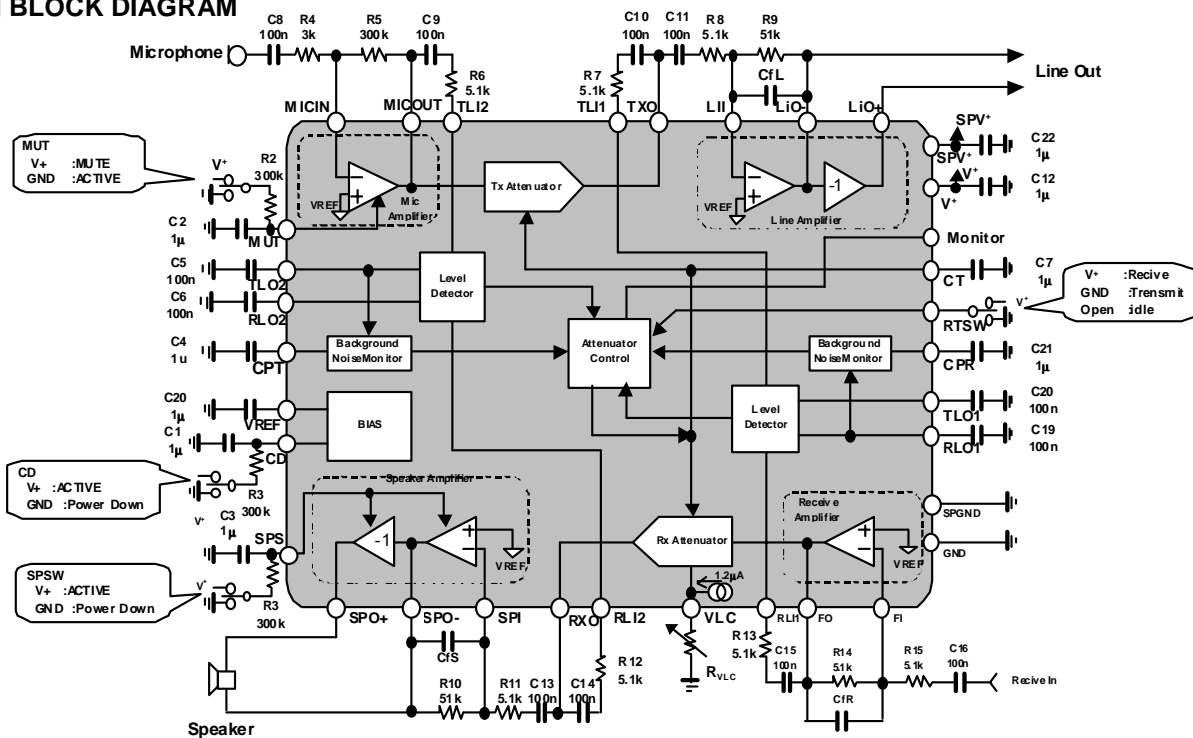 BLOCK DIAGRAM
C8
100n
R4
3k
R5
300k
C9
100n
C10
100n
C11
100n
R8
5.1k
R9
51k
Microphone
R6
5.1k
R7
5.1k
CfL
Line Out
MICIN
MICOUT
TLI2
TLI1
TXO
LII
LiO-
LiO+
MUT
V+ :MUTE
GND :ACTIVE
V+
R2
300k
VREF
Mic
Amplifier
Tx Attenuator
VREF
-1
Line Amplifier
SPV+
SPV+
C22
1µ
V+
V+
C12
1µ
C2
1µ
MUT
Monitor
C5
100n
TLO2
Level
Detector
CT
C7
1µ
C6
100n
RLO2
V+ :Recive
GND :Transmit
Open :idle
V+
RTSW
C4
1u
CPT
Background
NoiseMonitor
Attenuator
Control
Background
NoiseMonitor
CPR
C21
1µ
C20
1µ
VREF
BIAS
Level
Detector
TLO1
C20
100n
C1
1µ
CD
RLO1
C19
100n
CD
V+ :ACTIVE
GND :Power Down
V+
R3
300k
Speaker Amplifier
-1
VREF
Receive
Amplifier
VREF
SPGND
GND
C3
1µ
SPS
Rx Attenuator
1.2µA
SPSW
V+ :ACTIVE
GND :Power Down
V+
R3
300k
SPO+
SPO-
SPI
RXO
RLI2
VLC
RLI1
FO
FI
CfS
R10
51k
R11
5.1k
C13
100n
C14
100n
R12
5.1k
RVLC
R13
5.1k
C15
100n
R14
5.1k
CfR
R15
5.1k
C16
100n
Recive In
Speaker